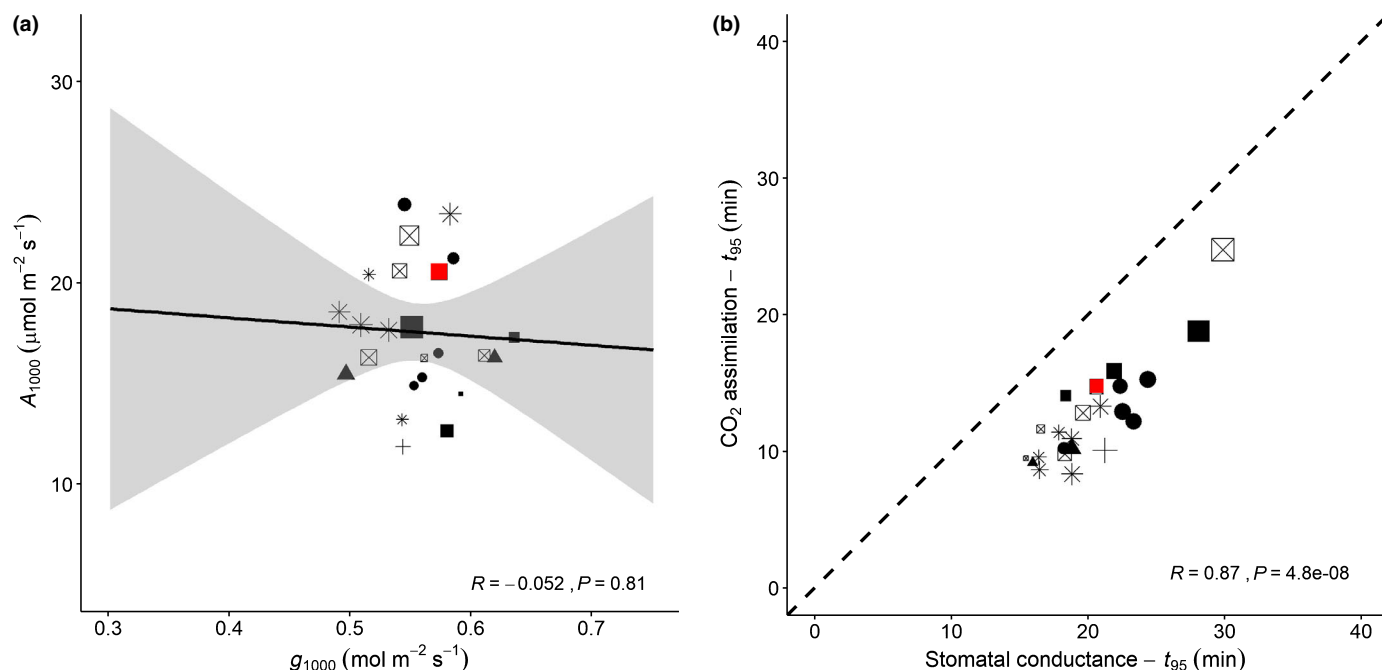 (a)
30
20
10
A1000 (μmol m−2 s−1)
0.3 0.4 0.5 0.6 0.7
g1000 (mol m−2 s−1)
R = −0.052 , P = 0.81
(b)
40
30
20
10
0
CO2 assimilation − t95 (min)
0 10 20 30 40
Stomatal conductance − t95 (min)
R = 0.87 , P = 4.8e-08